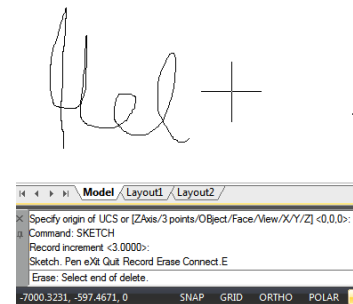 Hel
Model Layout1 Layout2
Specify origin of UCS or [ZAxis/3 points/OBject/Face/View/X/Y/Z] <0,0,0>:
Command: SKETCH
Record increment <3.0000>:
Sketch. Pen eXit Quit Record Erase Connect.E
Erase: Select end of delete.
-7000.3231, -597.4671, 0 SNAP GRID ORTHO POLAR